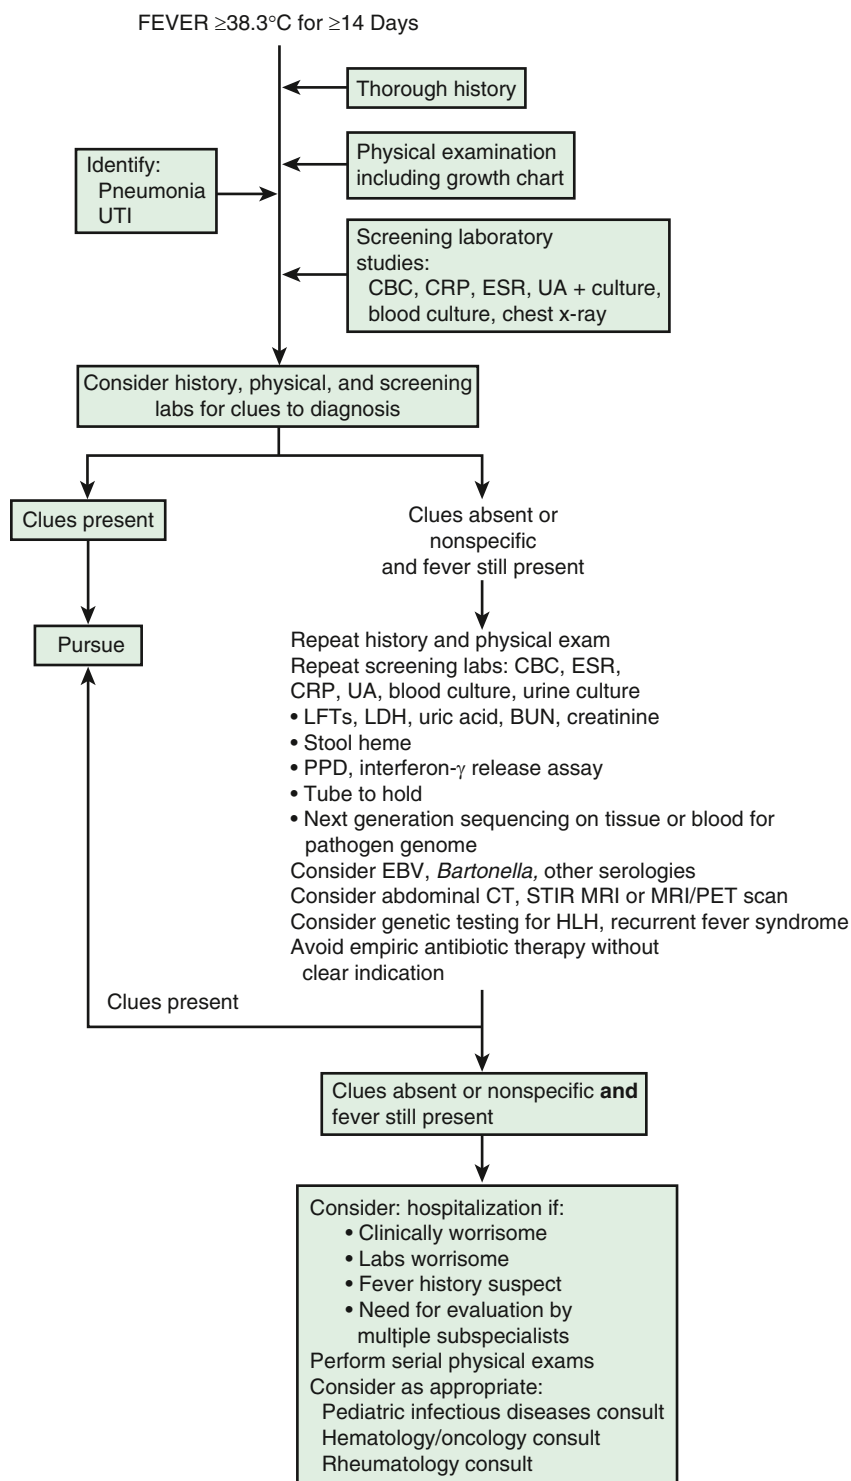 FEVER ≥38.3°C for ≥14 Days
Thorough history
Physical examination
including growth chart
Identify:
Pneumonia
UTI
Screening laboratory
studies:
CBC, CRP, ESR, UA + culture,
blood culture, chest x-ray
Consider history, physical, and screening
labs for clues to diagnosis
Clues present
Pursue
Clues absent or
nonspecific
and fever still present
Repeat history and physical exam
Repeat screening labs: CBC, ESR,
CRP, UA, blood culture, urine culture
• LFTs, LDH, uric acid, BUN, creatinine
• Stool heme
• PPD, interferon-γ release assay
• Tube to hold
• Next generation sequencing on tissue or blood for
pathogen genome
Consider EBV, Bartonella, other serologies
Consider abdominal CT, STIR MRI or MRI/PET scan
Consider genetic testing for HLH, recurrent fever syndrome
Avoid empiric antibiotic therapy without
clear indication
Clues present
Clues absent or nonspecific and
fever still present
Consider: hospitalization if:
• Clinically worrisome
• Labs worrisome
• Fever history suspect
• Need for evaluation by
multiple subspecialists
Perform serial physical exams
Consider as appropriate:
Pediatric infectious diseases consult
Hematology/oncology consult
Rheumatology consult